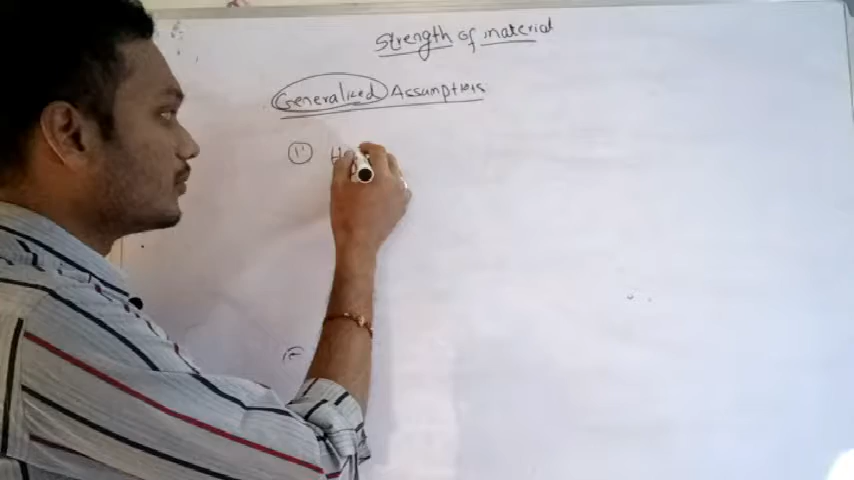 Strength of material
Generalized Assumptions
1